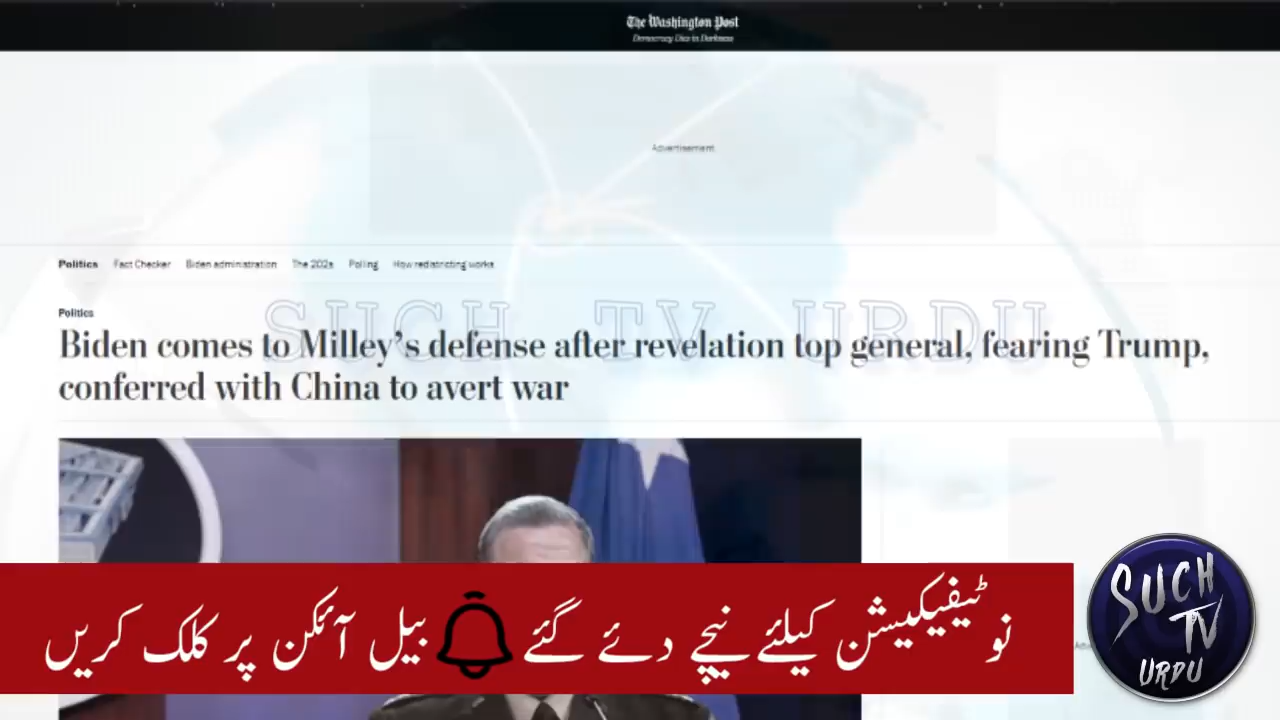 The Washington Post
Democracy Dies in Darkness
Advertisement
Politics Fact Checker Biden administration The 202s Polling How redistricting works
Politics
SUCH TV URDU
Biden comes to Milley's defense after revelation top general, fearing Trump,
conferred with China to avert war
نوٹیفیکیشن کیلئے نیچے دئے گئے بیل آئکن پر کلک کریں
SUCH
TV
URDU